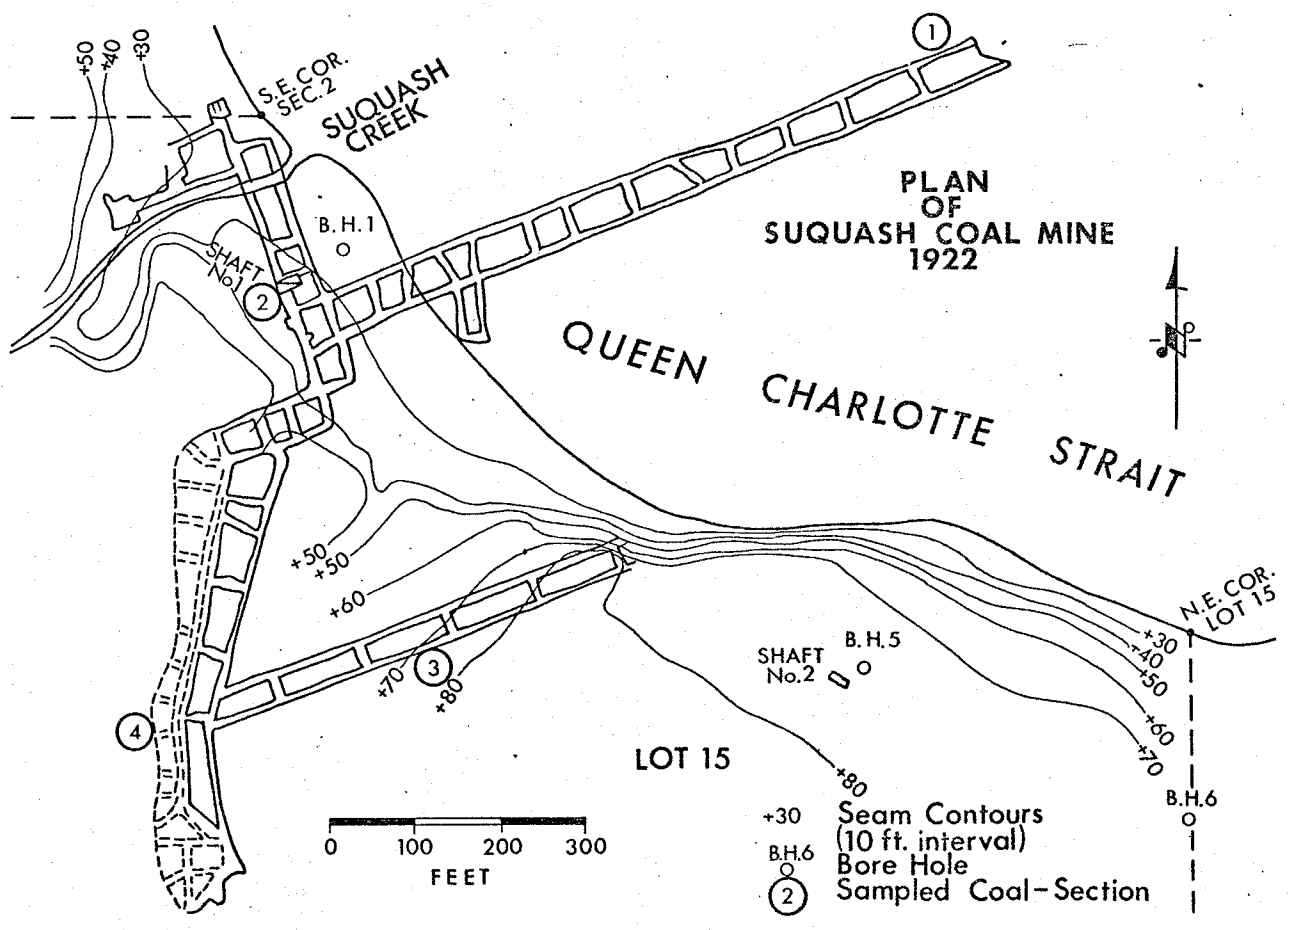 +50
+40
+30
S.E. COR.
SEC. 2
SUQUASH
CREEK
1
PLAN
OF
SUQUASH COAL MINE
1922
B.H.1
SHAFT
No.1
2
QUEEN CHARLOTTE STRAIT
+50
+50
+60
+70
+80
3
4
N.E. COR.
LOT 15
+30
+40
+50
+60
+70
+80
B.H.5
SHAFT
No.2
LOT 15
B.H.6
0 100 200 300
FEET
+30 Seam Contours
(10 ft. interval)
B.H.6 Bore Hole
2 Sampled Coal-Section